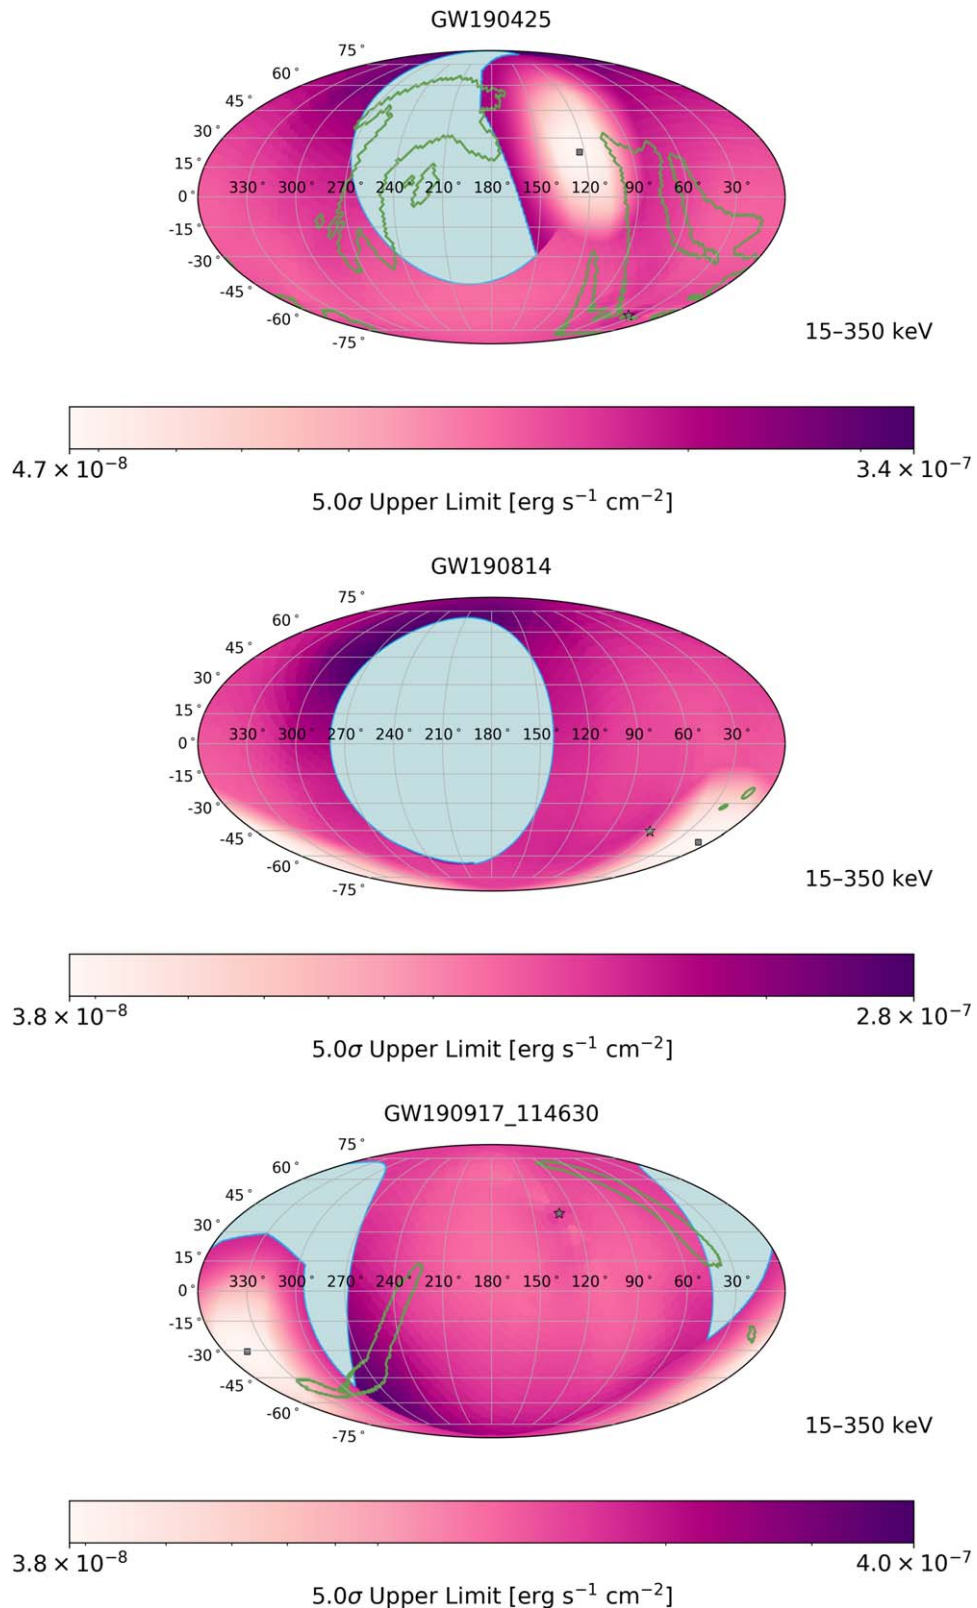 GW190425
75°
60°
45°
30°
15°
330° 300° 270° 240° 210° 180° 150° 120° 90° 60° 30°
0°
-15°
-30°
-45°
-60°
-75°
15–350 keV
4.7 × 10⁻⁸ 3.4 × 10⁻⁷
5.0σ Upper Limit [erg s⁻¹ cm⁻²]
GW190814
75°
60°
45°
30°
15°
330° 300° 270° 240° 210° 180° 150° 120° 90° 60° 30°
0°
-15°
-30°
-45°
-60°
-75°
15–350 keV
3.8 × 10⁻⁸ 2.8 × 10⁻⁷
5.0σ Upper Limit [erg s⁻¹ cm⁻²]
GW190917_114630
75°
60°
45°
30°
15°
330° 300° 270° 240° 210° 180° 150° 120° 90° 60° 30°
0°
-15°
-30°
-45°
-60°
-75°
15–350 keV
3.8 × 10⁻⁸ 4.0 × 10⁻⁷
5.0σ Upper Limit [erg s⁻¹ cm⁻²]